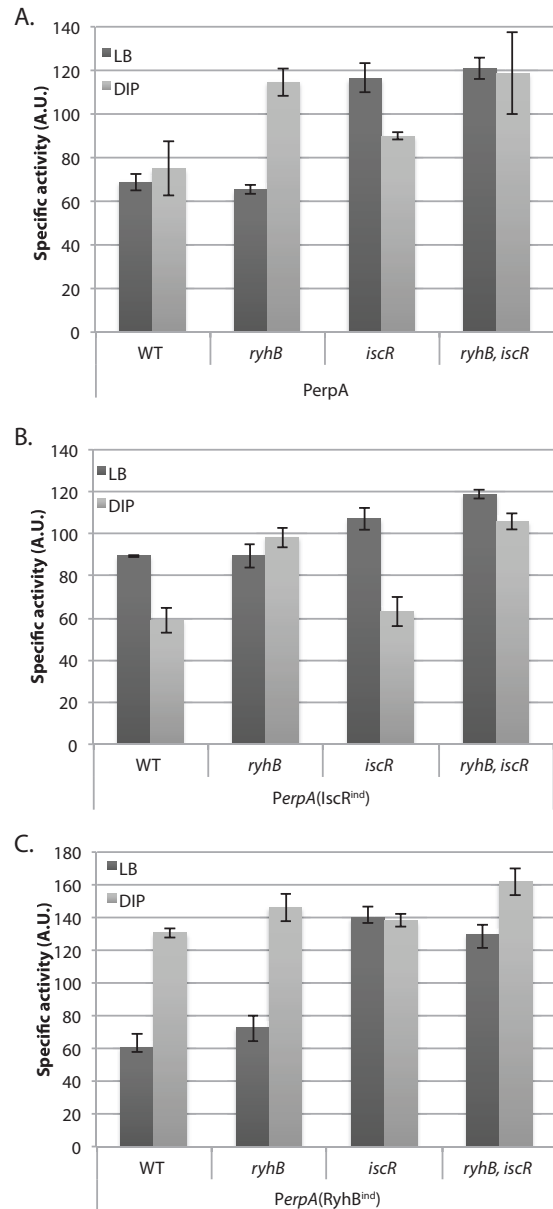 A.
140
120
100
80
60
40
20
0
Specific activity (A.U.)
LB
DIP
WT ryhB iscR ryhB, iscR
PerpA
B.
140
120
100
80
60
40
20
0
Specific activity (A.U.)
LB
DIP
WT ryhB iscR ryhB, iscR
PerpA(IscRind)
C.
180
160
140
120
100
80
60
40
20
0
Specific activity (A.U.)
LB
DIP
WT ryhB iscR ryhB, iscR
PerpA(RyhBind)